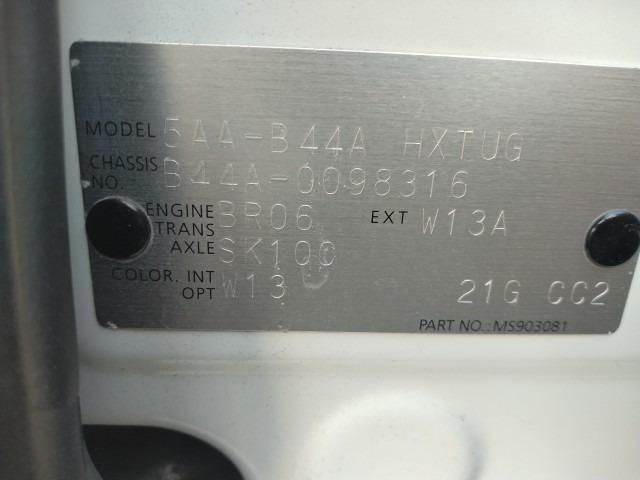 MODEL 5AA-B44A HXTUG
CHASSIS NO. B44A-0098316
ENGINE BR06 EXT W13A
TRANS AXLE SK10C
COLOR. INT W13
OPT 21G CC2
PART NO.:MS903081